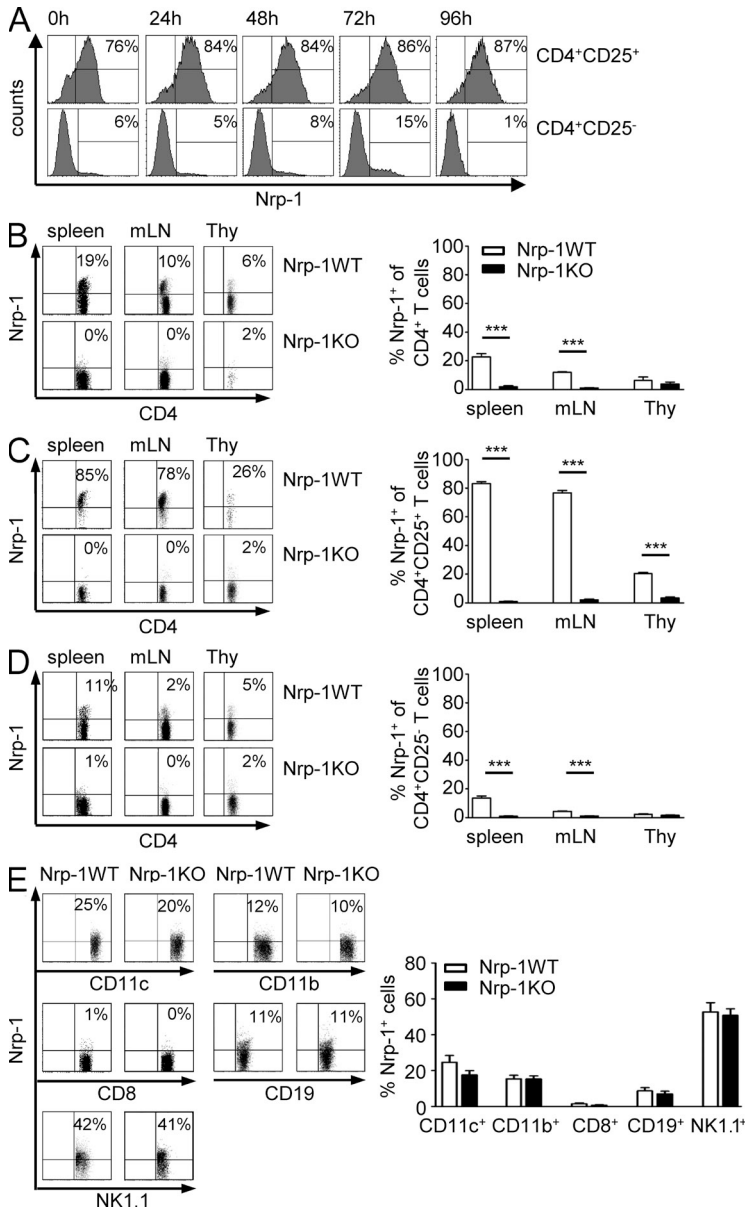 A
0h 24h 48h 72h 96h
76% 84% 84% 86% 87%
CD4⁺CD25⁺
counts
6% 5% 8% 15% 1%
CD4⁺CD25⁻
Nrp-1
B
spleen mLN Thy
19% 10% 6%
Nrp-1WT
0% 0% 2%
Nrp-1KO
Nrp-1
CD4
% Nrp-1⁺ of
CD4⁺ T cells
100
80
60
40
20
0
Nrp-1WT
Nrp-1KO
*** ***
spleen mLN Thy
C
spleen mLN Thy
85% 78% 26%
Nrp-1WT
0% 0% 2%
Nrp-1KO
Nrp-1
CD4
% Nrp-1⁺ of
CD4⁺CD25⁺ T cells
100
80
60
40
20
0
*** *** ***
spleen mLN Thy
D
spleen mLN Thy
11% 2% 5%
Nrp-1WT
1% 0% 2%
Nrp-1KO
Nrp-1
CD4
% Nrp-1⁺ of
CD4⁺CD25⁻ T cells
100
80
60
40
20
0
*** ***
spleen mLN Thy
E
Nrp-1WT Nrp-1KO Nrp-1WT Nrp-1KO
25% 20% 12% 10%
CD11c CD11b
1% 0% 11% 11%
Nrp-1
CD8 CD19
42% 41%
NK1.1
% Nrp-1⁺ cells
80
60
40
20
0
Nrp-1WT
Nrp-1KO
CD11c⁺ CD11b⁺ CD8⁺ CD19⁺ NK1.1⁺